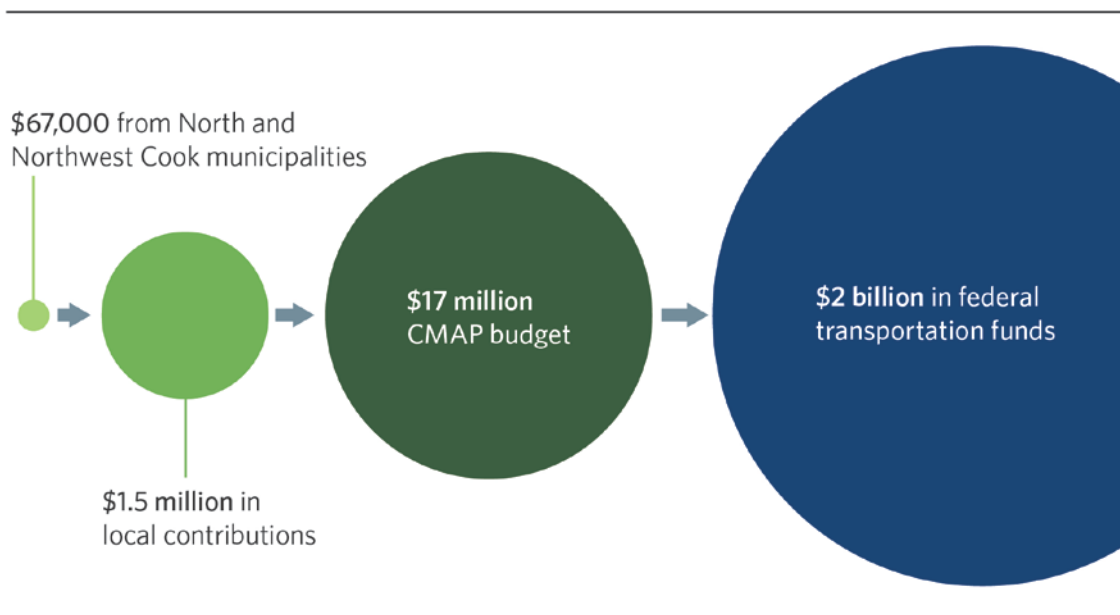 $67,000 from North and
Northwest Cook municipalities
$1.5 million in
local contributions
$17 million
CMAP budget
$2 billion in federal
transportation funds